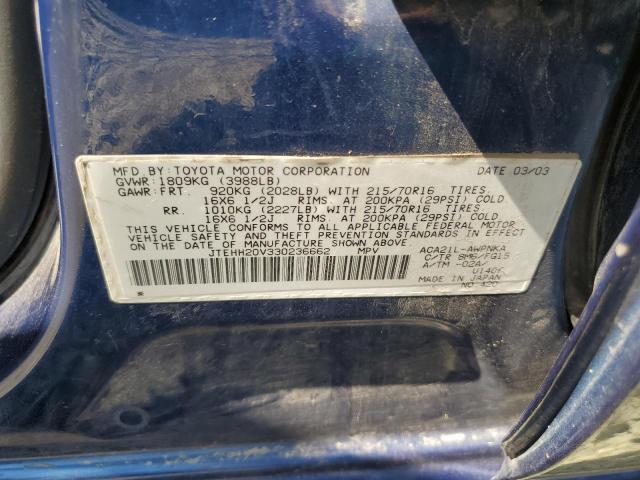 MFD.BY:TOYOTA MOTOR CORPORATION DATE 03/03
GVWR:1809KG (3988LB)
GAWR:FRT. 920KG (2028LB) WITH 215/70R16 TIRES.
16X6 1/2J RIMS. AT 200KPA (29PSI) COLD
RR. 1010KG (2227LB) WITH 215/70R16 TIRES.
16X6 1/2J RIMS. AT 200KPA (29PSI) COLD
THIS VEHICLE CONFORMS TO ALL APPLICABLE FEDERAL MOTOR
VEHICLE SAFETY AND THEFT PREVENTION STANDARDS IN EFFECT
ON THE DATE OF MANUFACTURE SHOWN ABOVE.
JTEHH20V330236662 MPV ACA21L-AWPNKA
C/TR 8M6/FG15
A/TM -02A/
U140F
MADE IN JAPAN
NO 420